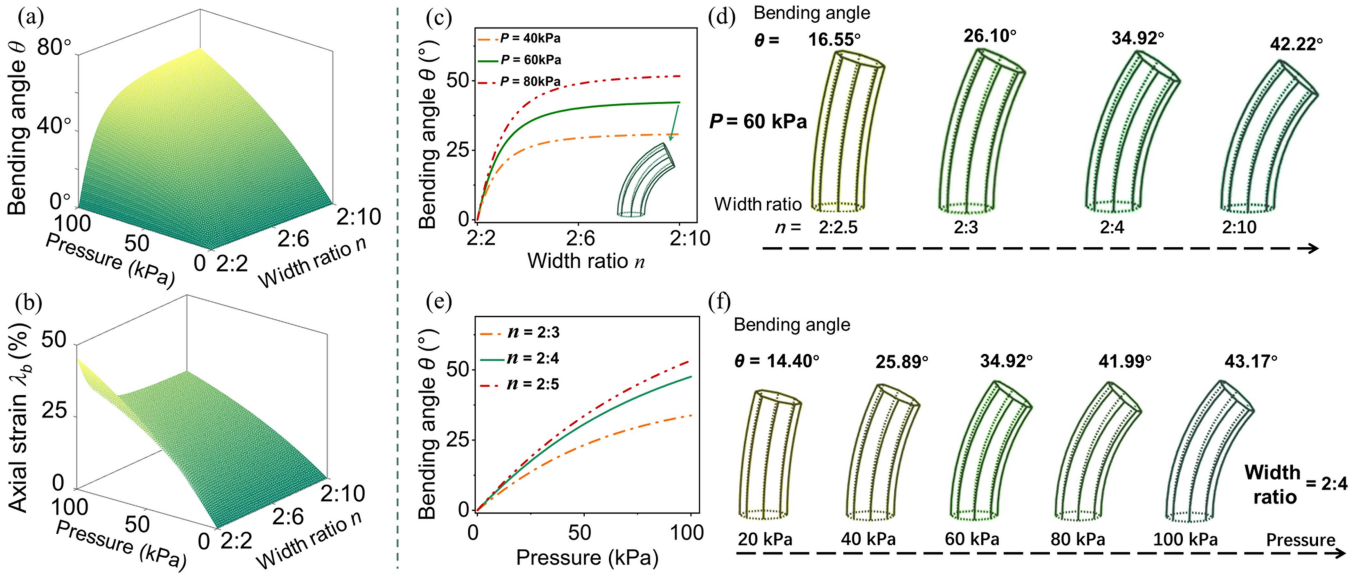 (a)
Bending angle θ
80°
40°
0°
100
50
0
Pressure (kPa)
2:2
2:6
2:10
Width ratio n
(b)
Axial strain λb (%)
50
25
0
100
50
0
Pressure (kPa)
2:2
2:6
2:10
Width ratio n
(c)
Bending angle θ (°)
P = 40kPa
P = 60kPa
P = 80kPa
50
25
0
2:2
2:6
2:10
Width ratio n
(d)
Bending angle
θ = 16.55° 26.10° 34.92° 42.22°
P = 60 kPa
Width ratio
n = 2:2.5 2:3 2:4 2:10
(e)
Bending angle θ (°)
n = 2:3
n = 2:4
n = 2:5
50
25
0
0
50
100
Pressure (kPa)
(f)
Bending angle
θ = 14.40° 25.89° 34.92° 41.99° 43.17°
Width
ratio = 2:4
20 kPa 40 kPa 60 kPa 80 kPa 100 kPa Pressure